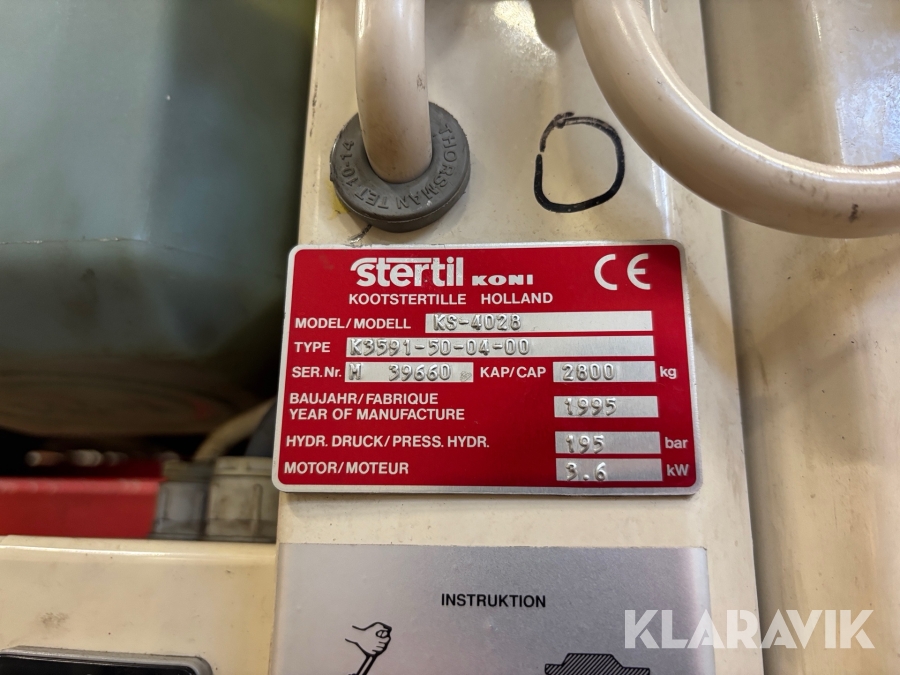 THORSMAN TET 10-14
stertil KONI CE
KOOTSTERTILLE HOLLAND
MODEL/MODELL KS-4028
TYPE K3591-50-04-00
SER.Nr. M 39660 KAP/CAP 2800 kg
BAUJAHR/FABRIQUE
YEAR OF MANUFACTURE 1995
HYDR. DRUCK/PRESS. HYDR. 195 bar
MOTOR/MOTEUR 3.6 kW
INSTRUKTION
KLARAVIK